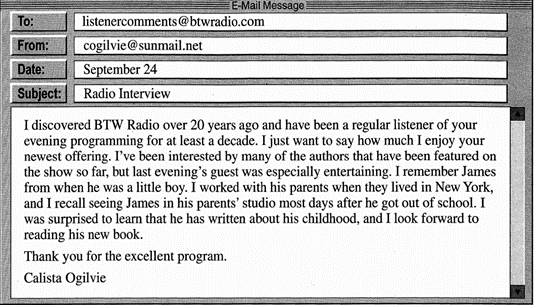 E-Mail Message
To: listenercomments@btwradio.com
From: cogilvie@sunmail.net
Date: September 24
Subject: Radio Interview
I discovered BTW Radio over 20 years ago and have been a regular listener of your
evening programming for at least a decade. I just want to say how much I enjoy your
newest offering. I've been interested by many of the authors that have been featured on
the show so far, but last evening's guest was especially entertaining. I remember James
from when he was a little boy. I worked with his parents when they lived in New York,
and I recall seeing James in his parents' studio most days after he got out of school. I
was surprised to learn that he has written about his childhood, and I look forward to
reading his new book.
Thank you for the excellent program.
Calista Ogilvie